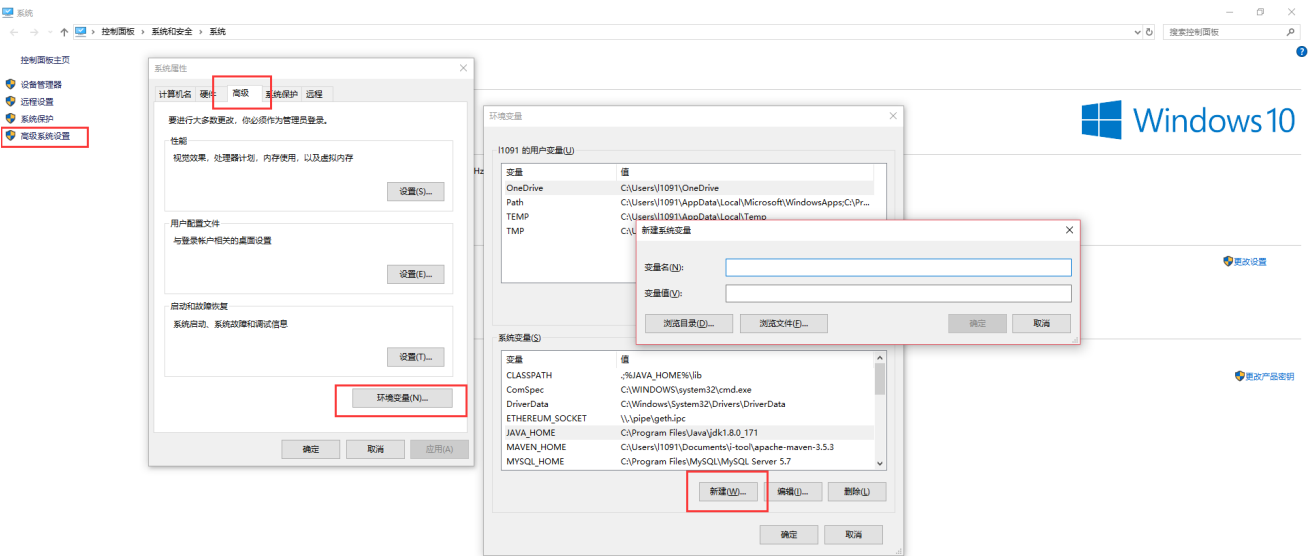 系统
控制面板 › 系统和安全 › 系统
搜索控制面板
控制面板主页
设备管理器
远程设置
系统保护
高级系统设置
系统属性
计算机名 硬件 高级 系统保护 远程
要进行大多数更改，你必须作为管理员登录。
性能
视觉效果，处理器计划，内存使用，以及虚拟内存
设置(S)...
用户配置文件
与登录帐户相关的桌面设置
设置(E)...
启动和故障恢复
系统启动、系统故障和调试信息
设置(T)...
环境变量(N)...
确定 取消 应用(A)
Hz
环境变量
l1091 的用户变量(U)
变量 值
OneDrive C:\Users\l1091\OneDrive
Path C:\Users\l1091\AppData\Local\Microsoft\WindowsApps;C:\Pr...
TEMP C:\Users\l1091\AppData\Local\Temp
TMP C:\U
新建系统变量
变量名(N):
变量值(V):
浏览目录(D)... 浏览文件(F)... 确定 取消
系统变量(S)
变量 值
CLASSPATH .;%JAVA_HOME%\lib
ComSpec C:\WINDOWS\system32\cmd.exe
DriverData C:\Windows\System32\Drivers\DriverData
ETHEREUM_SOCKET \\.\pipe\geth.ipc
JAVA_HOME C:\Program Files\Java\jdk1.8.0_171
MAVEN_HOME C:\Users\l1091\Documents\i-tool\apache-maven-3.5.3
MYSQL_HOME C:\Program Files\MySQL\MySQL Server 5.7
新建(W)... 编辑(I)... 删除(L)
确定 取消
Windows 10
更改设置
更改产品密钥